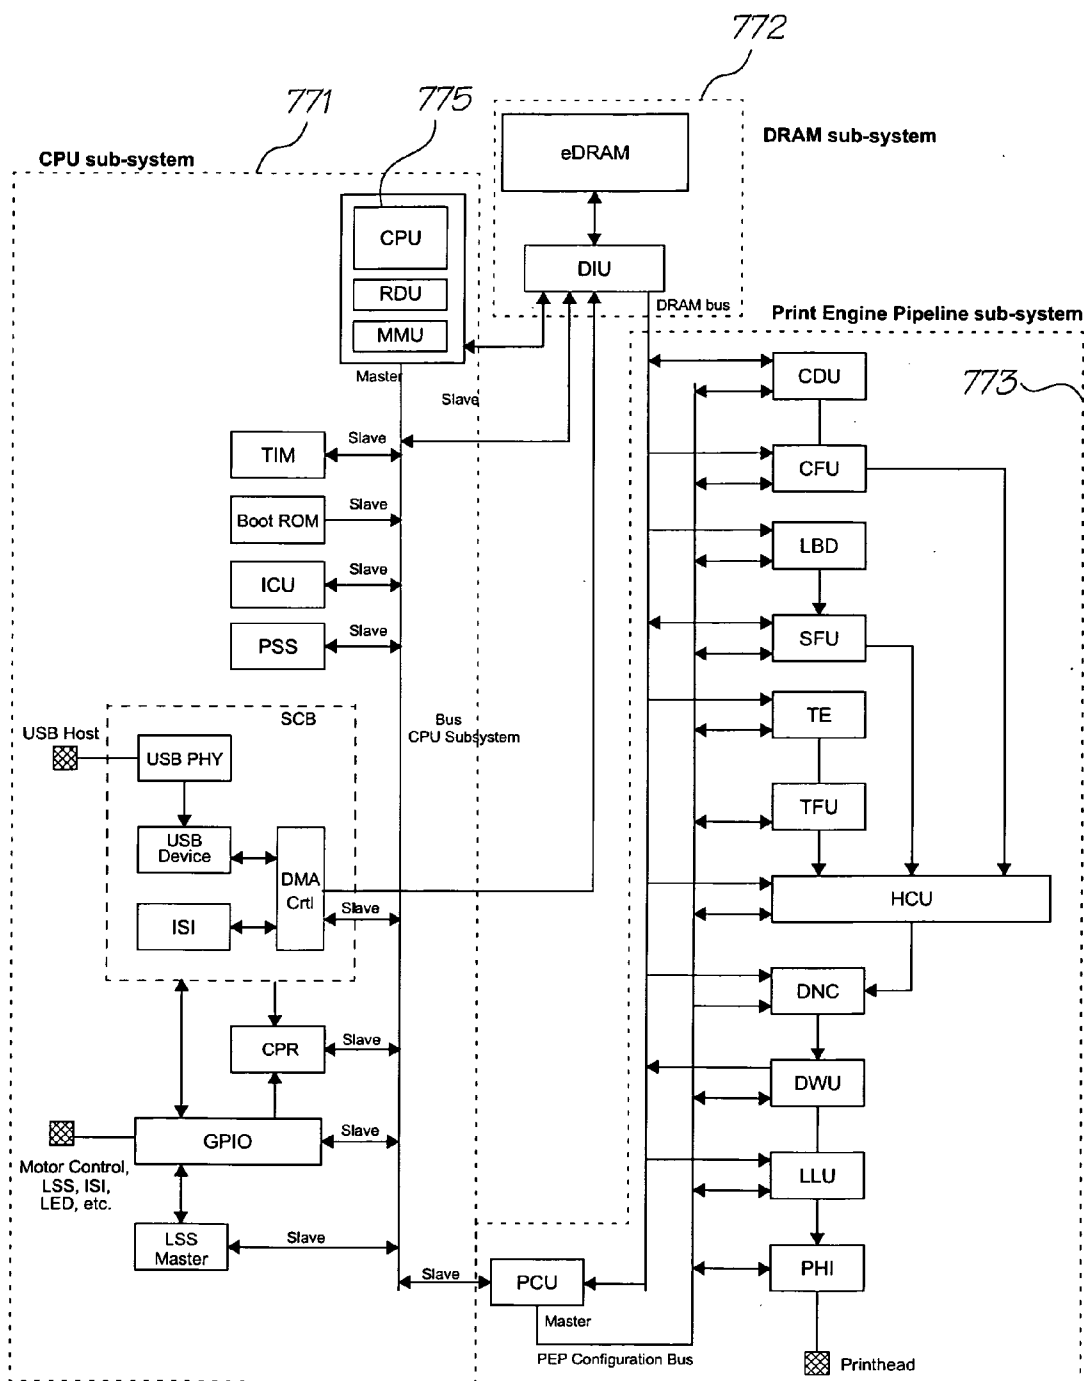 772
771
775
DRAM sub-system
CPU sub-system
eDRAM
CPU
DIU
RDU
DRAM bus
Print Engine Pipeline sub-system
MMU
Master
CDU
773
Slave
Slave
TIM
CFU
Slave
Boot ROM
LBD
Slave
ICU
Slave
PSS
SFU
SCB
TE
Bus
CPU Subsystem
USB Host
USB PHY
TFU
USB
Device
DMA
Crtl
HCU
Slave
ISI
DNC
Slave
CPR
DWU
Slave
GPIO
Motor Control,
LSS, ISI,
LED, etc.
LLU
LSS
Master
Slave
PHI
Slave
PCU
Master
PEP Configuration Bus
Printhead